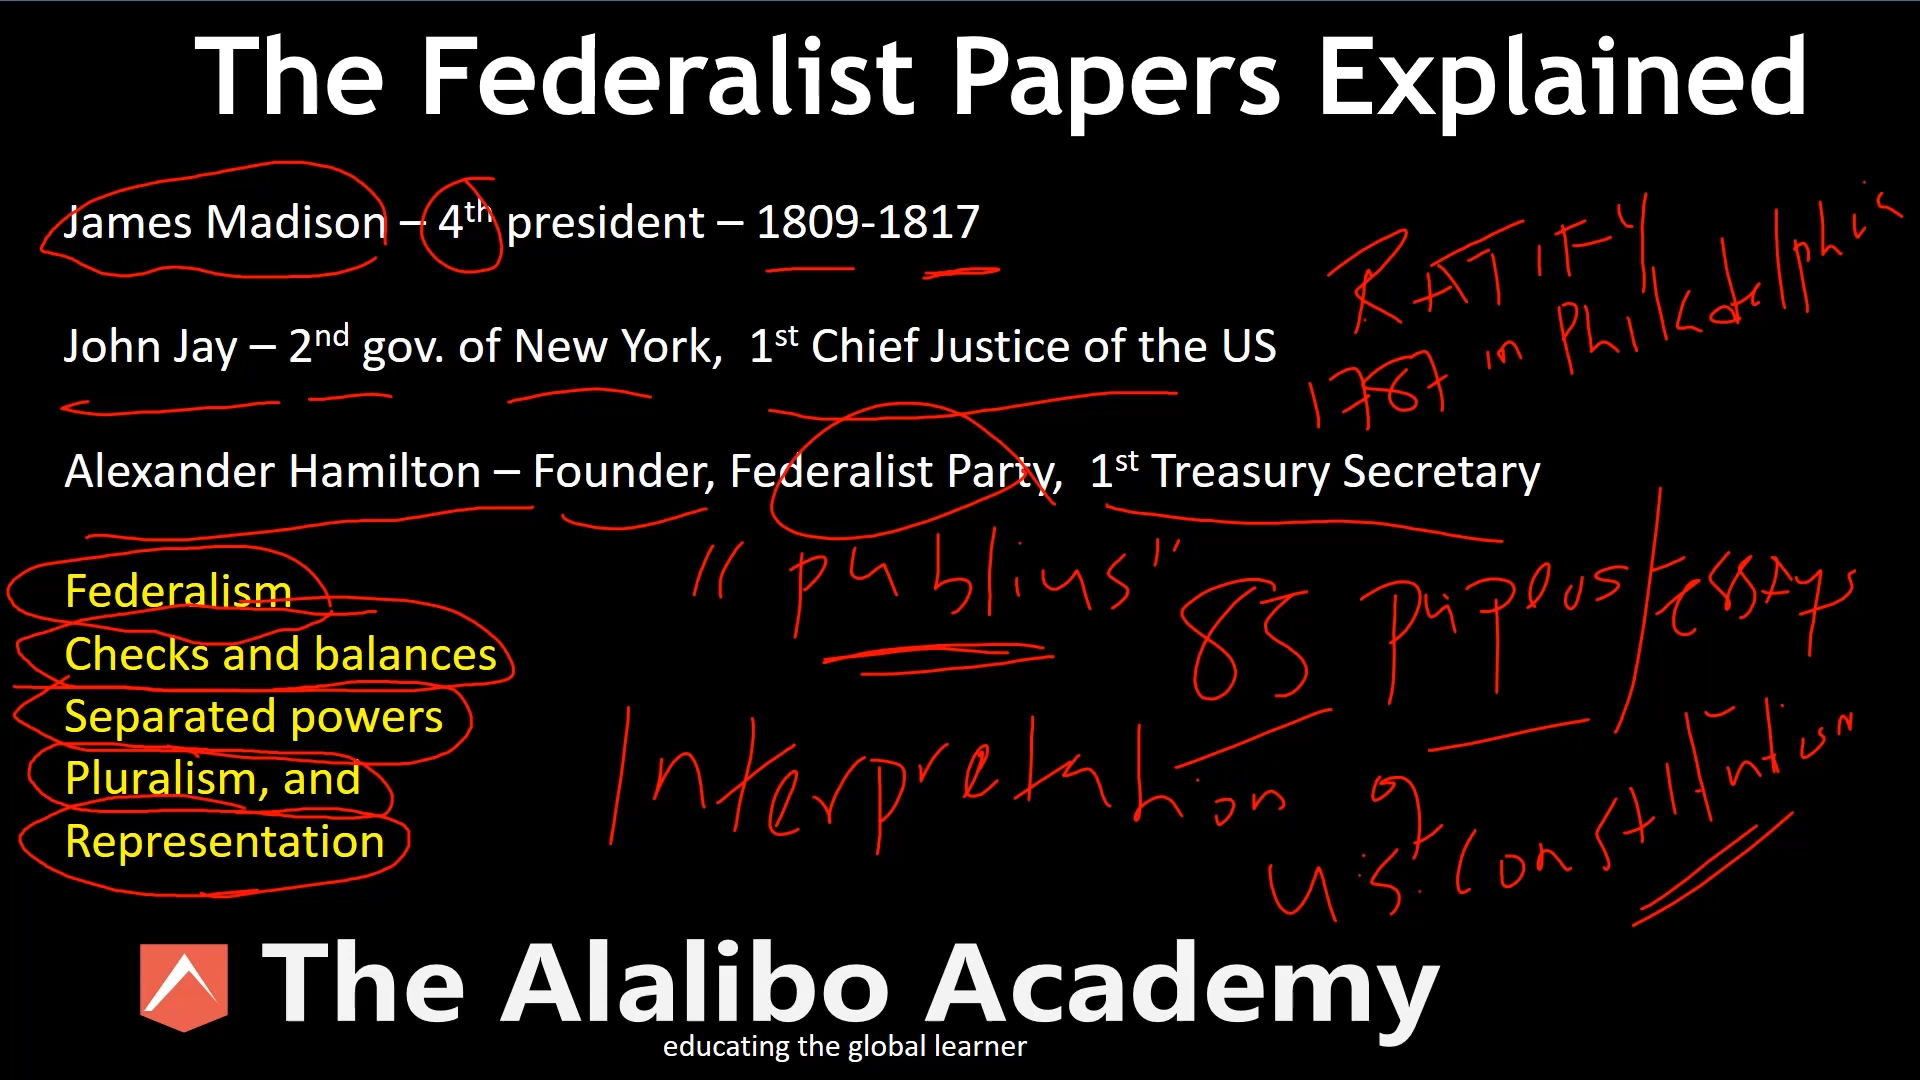 The Federalist Papers Explained
James Madison – 4th president – 1809-1817
RATIFY
1787 in Philadelphia
John Jay – 2nd gov. of New York, 1st Chief Justice of the US
Alexander Hamilton – Founder, Federalist Party, 1st Treasury Secretary
"publius"
85 / essays
Federalism
Checks and balances
Separated powers
Pluralism, and
Representation
Interpretation of
U.S. Constitution
The Alalibo Academy
educating the global learner